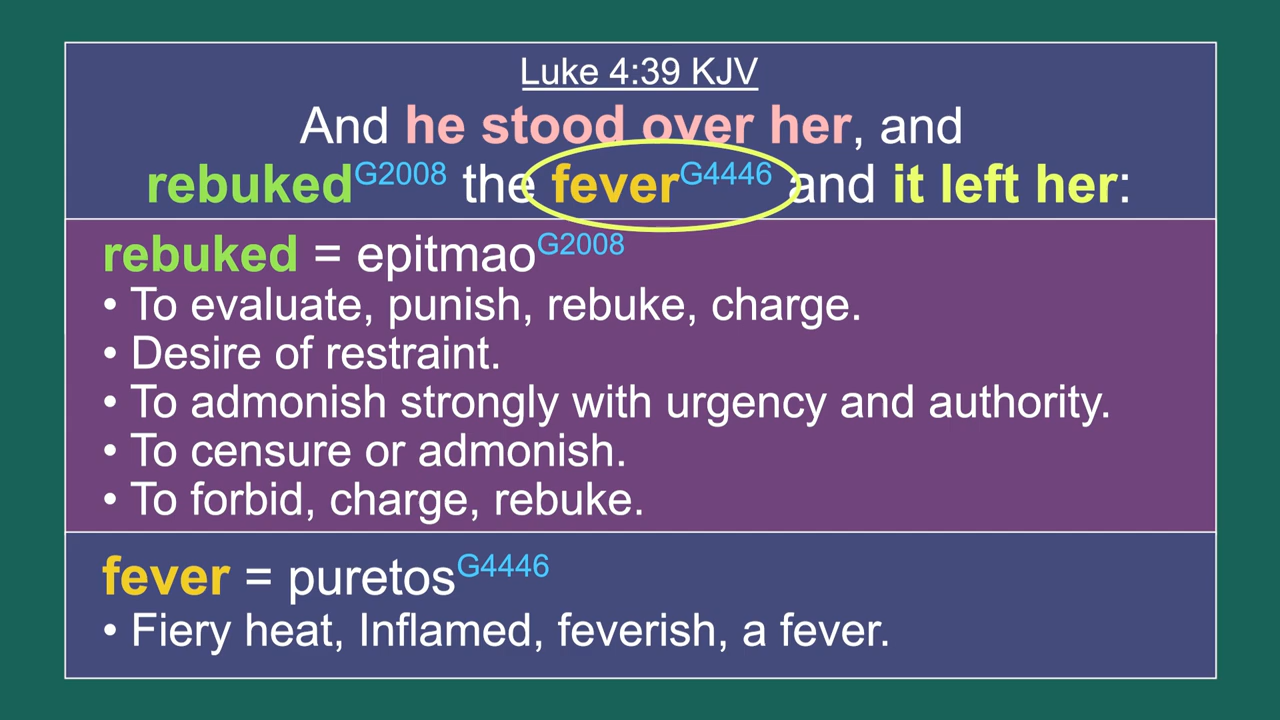 Luke 4:39 KJV
And he stood over her, and
rebukedG2008 the feverG4446 and it left her:
rebuked = epitmaoG2008
• To evaluate, punish, rebuke, charge.
• Desire of restraint.
• To admonish strongly with urgency and authority.
• To censure or admonish.
• To forbid, charge, rebuke.
fever = puretosG4446
• Fiery heat, Inflamed, feverish, a fever.